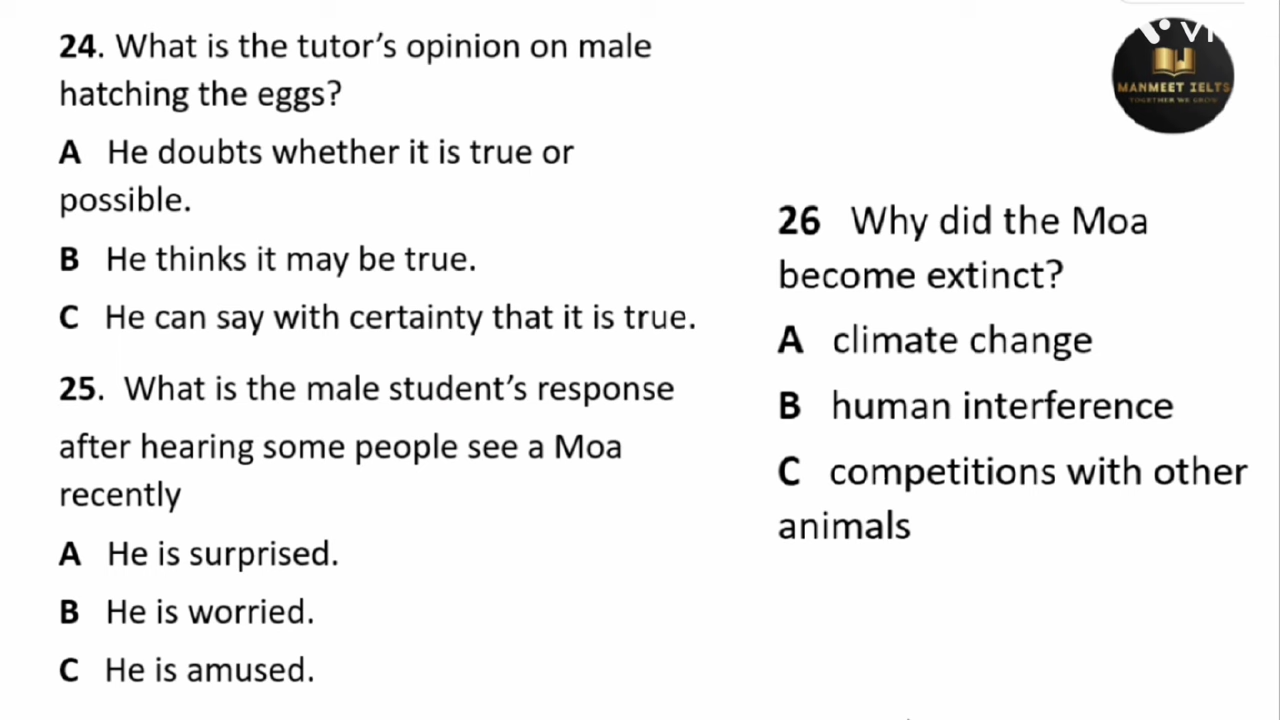 24. What is the tutor's opinion on male
hatching the eggs?
A He doubts whether it is true or
possible.
B He thinks it may be true.
C He can say with certainty that it is true.
25. What is the male student's response
after hearing some people see a Moa
recently
A He is surprised.
B He is worried.
C He is amused.
MANMEET IELTS
TOGETHER WE GROW
26 Why did the Moa
become extinct?
A climate change
B human interference
C competitions with other
animals